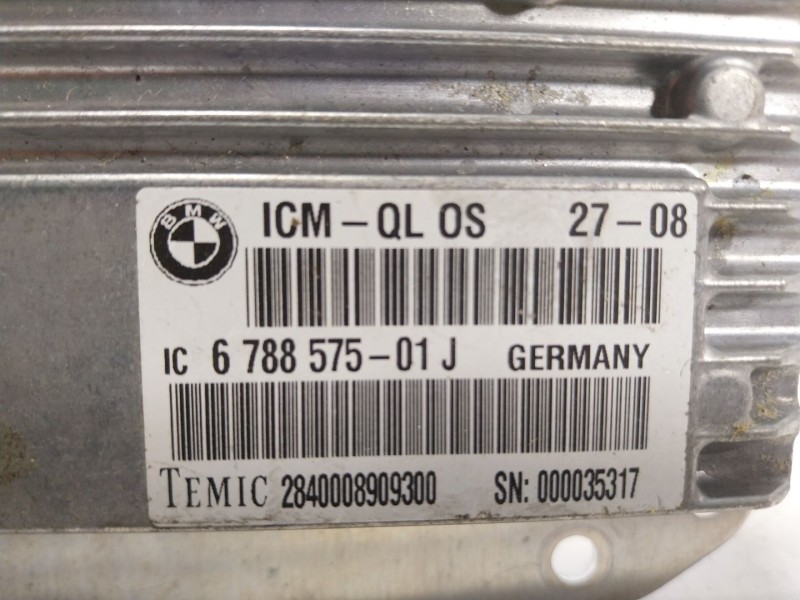 BMW
ICM-QL OS 27-08
IC 6 788 575-01 J GERMANY
TEMIC 2840008909300 SN: 000035317